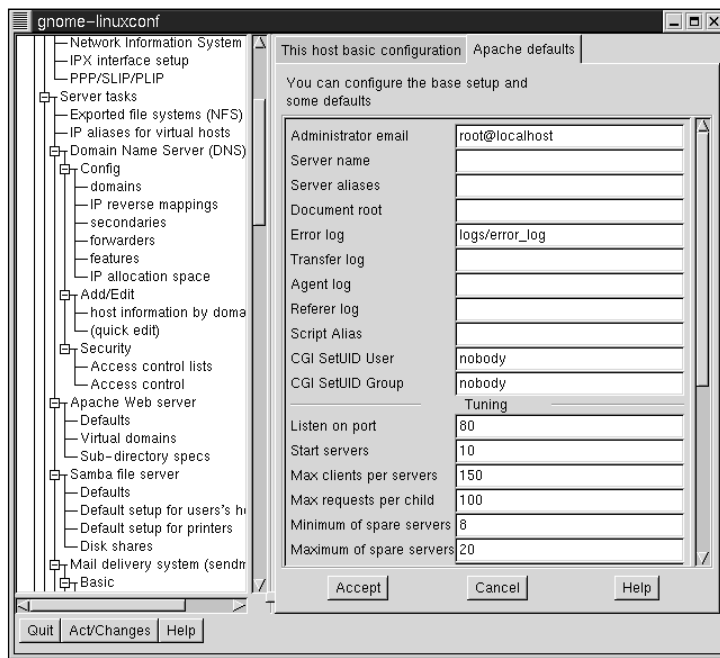 gnome-linuxconf
Network Information System
IPX interface setup
PPP/SLIP/PLIP
Server tasks
Exported file systems (NFS)
IP aliases for virtual hosts
Domain Name Server (DNS)
Config
domains
IP reverse mappings
secondaries
forwarders
features
IP allocation space
Add/Edit
host information by doma
(quick edit)
Security
Access control lists
Access control
Apache Web server
Defaults
Virtual domains
Sub-directory specs
Samba file server
Defaults
Default setup for users's h
Default setup for printers
Disk shares
Mail delivery system (sendm
Basic
Quit Act/Changes Help
This host basic configuration Apache defaults
You can configure the base setup and
some defaults
Administrator email root@localhost
Server name
Server aliases
Document root
Error log logs/error_log
Transfer log
Agent log
Referer log
Script Alias
CGI SetUID User nobody
CGI SetUID Group nobody
Tuning
Listen on port 80
Start servers 10
Max clients per servers 150
Max requests per child 100
Minimum of spare servers 8
Maximum of spare servers 20
Accept Cancel Help